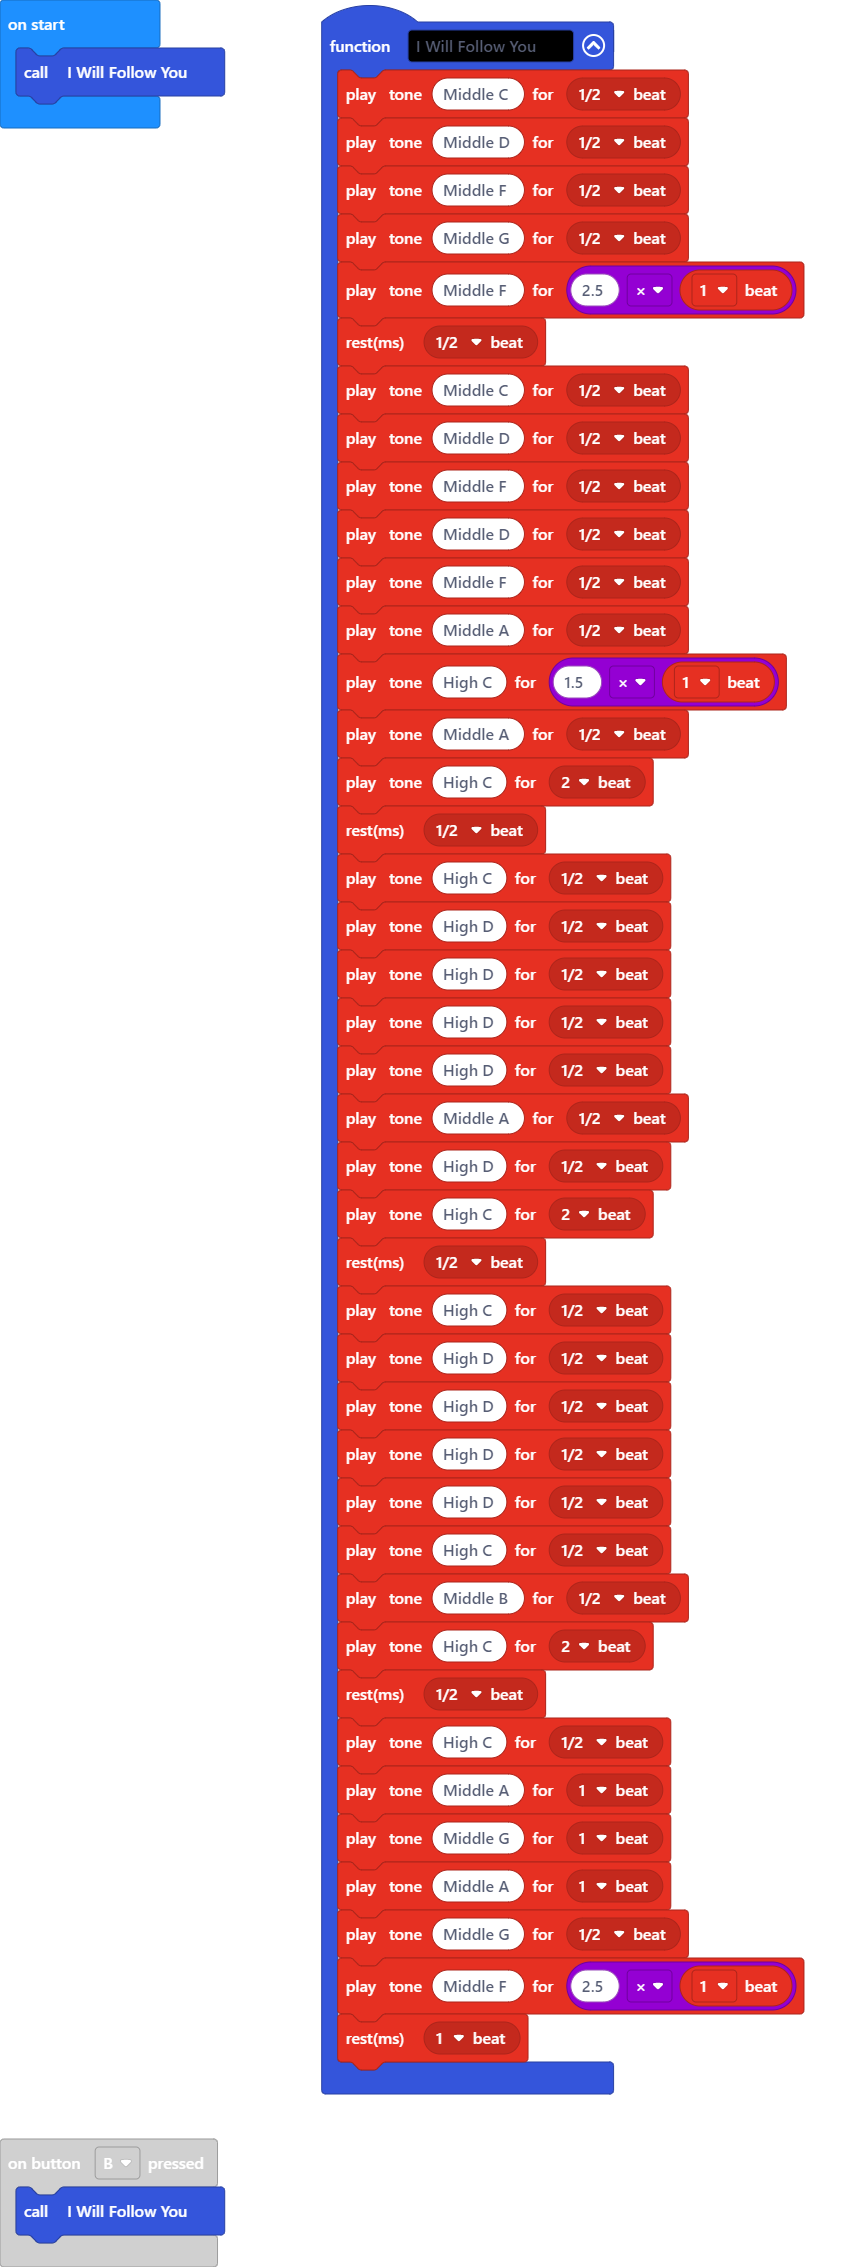 on start
call I Will Follow You
function I Will Follow You
play tone Middle C for 1/2 beat
play tone Middle D for 1/2 beat
play tone Middle F for 1/2 beat
play tone Middle G for 1/2 beat
play tone Middle F for 2.5 × 1 beat
rest(ms) 1/2 beat
play tone Middle C for 1/2 beat
play tone Middle D for 1/2 beat
play tone Middle F for 1/2 beat
play tone Middle D for 1/2 beat
play tone Middle F for 1/2 beat
play tone Middle A for 1/2 beat
play tone High C for 1.5 × 1 beat
play tone Middle A for 1/2 beat
play tone High C for 2 beat
rest(ms) 1/2 beat
play tone High C for 1/2 beat
play tone High D for 1/2 beat
play tone High D for 1/2 beat
play tone High D for 1/2 beat
play tone High D for 1/2 beat
play tone Middle A for 1/2 beat
play tone High D for 1/2 beat
play tone High C for 2 beat
rest(ms) 1/2 beat
play tone High C for 1/2 beat
play tone High D for 1/2 beat
play tone High D for 1/2 beat
play tone High D for 1/2 beat
play tone High D for 1/2 beat
play tone High C for 1/2 beat
play tone Middle B for 1/2 beat
play tone High C for 2 beat
rest(ms) 1/2 beat
play tone High C for 1/2 beat
play tone Middle A for 1 beat
play tone Middle G for 1 beat
play tone Middle A for 1 beat
play tone Middle G for 1/2 beat
play tone Middle F for 2.5 × 1 beat
rest(ms) 1 beat
on button B pressed
call I Will Follow You